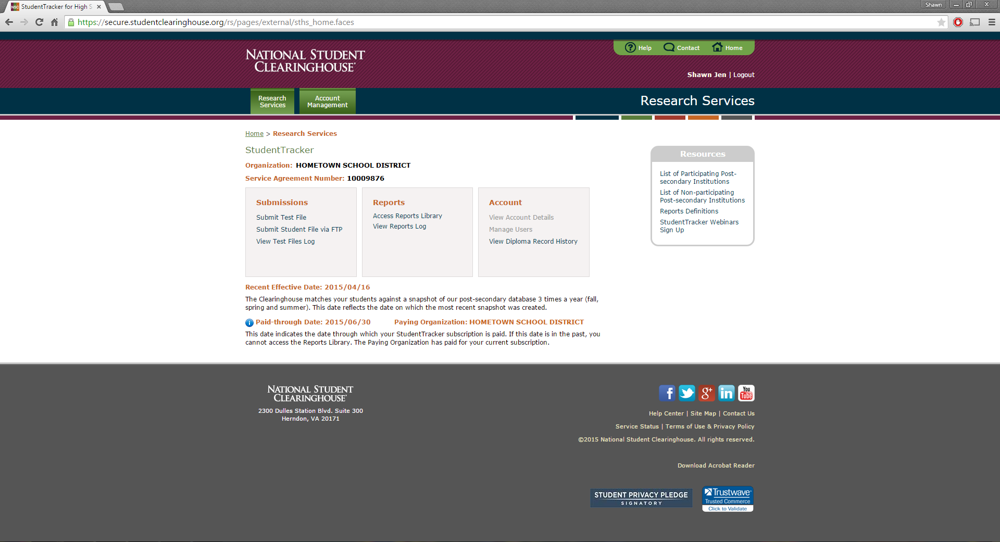 StudentTracker for High S
Shawn
https://secure.studentclearinghouse.org/rs/pages/external/sths_home.faces
NATIONAL STUDENT
CLEARINGHOUSE®
Help
Contact
Home
Shawn Jen | Logout
Research
Services
Account
Management
Research Services
Home > Research Services
StudentTracker
Organization: HOMETOWN SCHOOL DISTRICT
Service Agreement Number: 10009876
Submissions
Submit Test File
Submit Student File via FTP
View Test Files Log
Reports
Access Reports Library
View Reports Log
Account
View Account Details
Manage Users
View Diploma Record History
Resources
List of Participating Post-
secondary Institutions
List of Non-participating
Post-secondary Institutions
Reports Definitions
StudentTracker Webinars
Sign Up
Recent Effective Date: 2015/04/16
The Clearinghouse matches your students against a snapshot of our post-secondary database 3 times a year (fall,
spring and summer). This date reflects the date on which the most recent snapshot was created.
Paid-through Date: 2015/06/30 Paying Organization: HOMETOWN SCHOOL DISTRICT
This date indicates the date through which your StudentTracker subscription is paid. If this date is in the past, you
cannot access the Reports Library. The Paying Organization has paid for your current subscription.
NATIONAL STUDENT
CLEARINGHOUSE®
2300 Dulles Station Blvd. Suite 300
Herndon, VA 20171
f
g+
in
You
Tube
Help Center | Site Map | Contact Us
Service Status | Terms of Use & Privacy Policy
©2015 National Student Clearinghouse. All rights reserved.
Download Acrobat Reader
STUDENT PRIVACY PLEDGE
SIGNATORY
Trustwave®
Trusted Commerce
Click to Validate